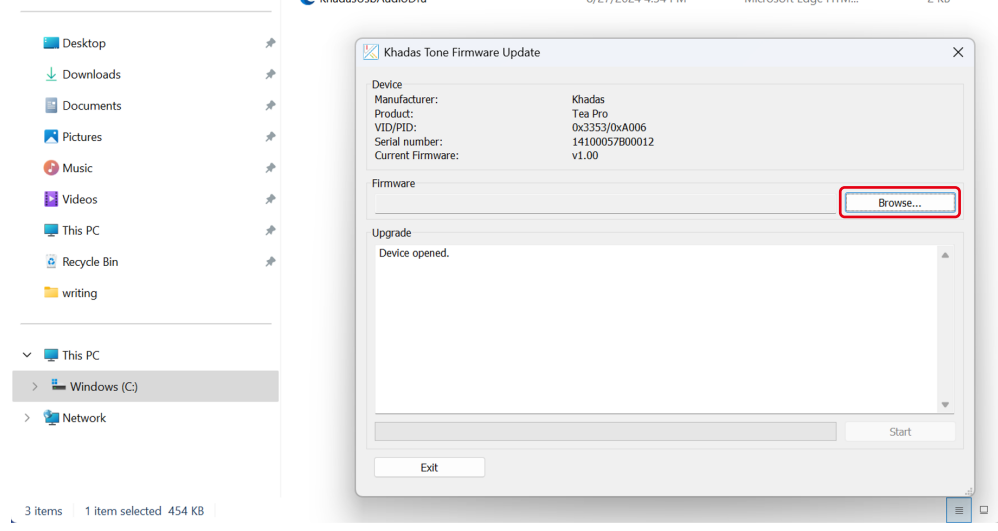 Desktop
Downloads
Documents
Pictures
Music
Videos
This PC
Recycle Bin
writing
This PC
Windows (C:)
Network
3 items 1 item selected 454 KB
Khadas Tone Firmware Update
Device
Manufacturer: Khadas
Product: Tea Pro
VID/PID: 0x3353/0xA006
Serial number: 14100057B00012
Current Firmware: v1.00
Firmware
Browse...
Upgrade
Device opened.
Start
Exit